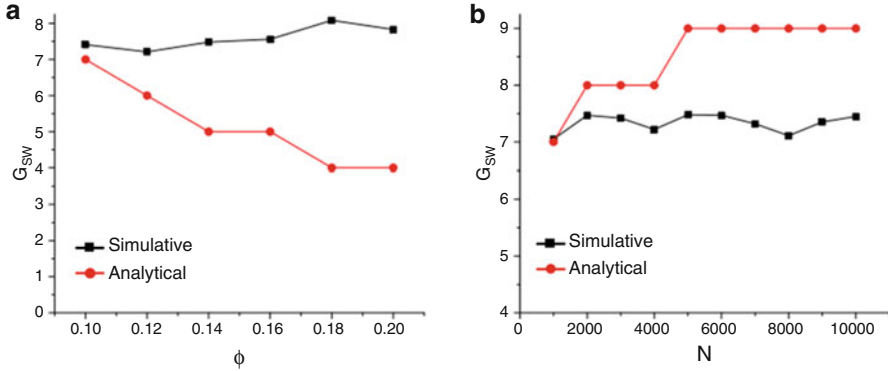 a
8
7
6
5
4
3
2
1
0
G_SW
0.10 0.12 0.14 0.16 0.18 0.20
ϕ
Simulative
Analytical
b
9
8
7
6
5
4
G_SW
0 2000 4000 6000 8000 10000
N
Simulative
Analytical